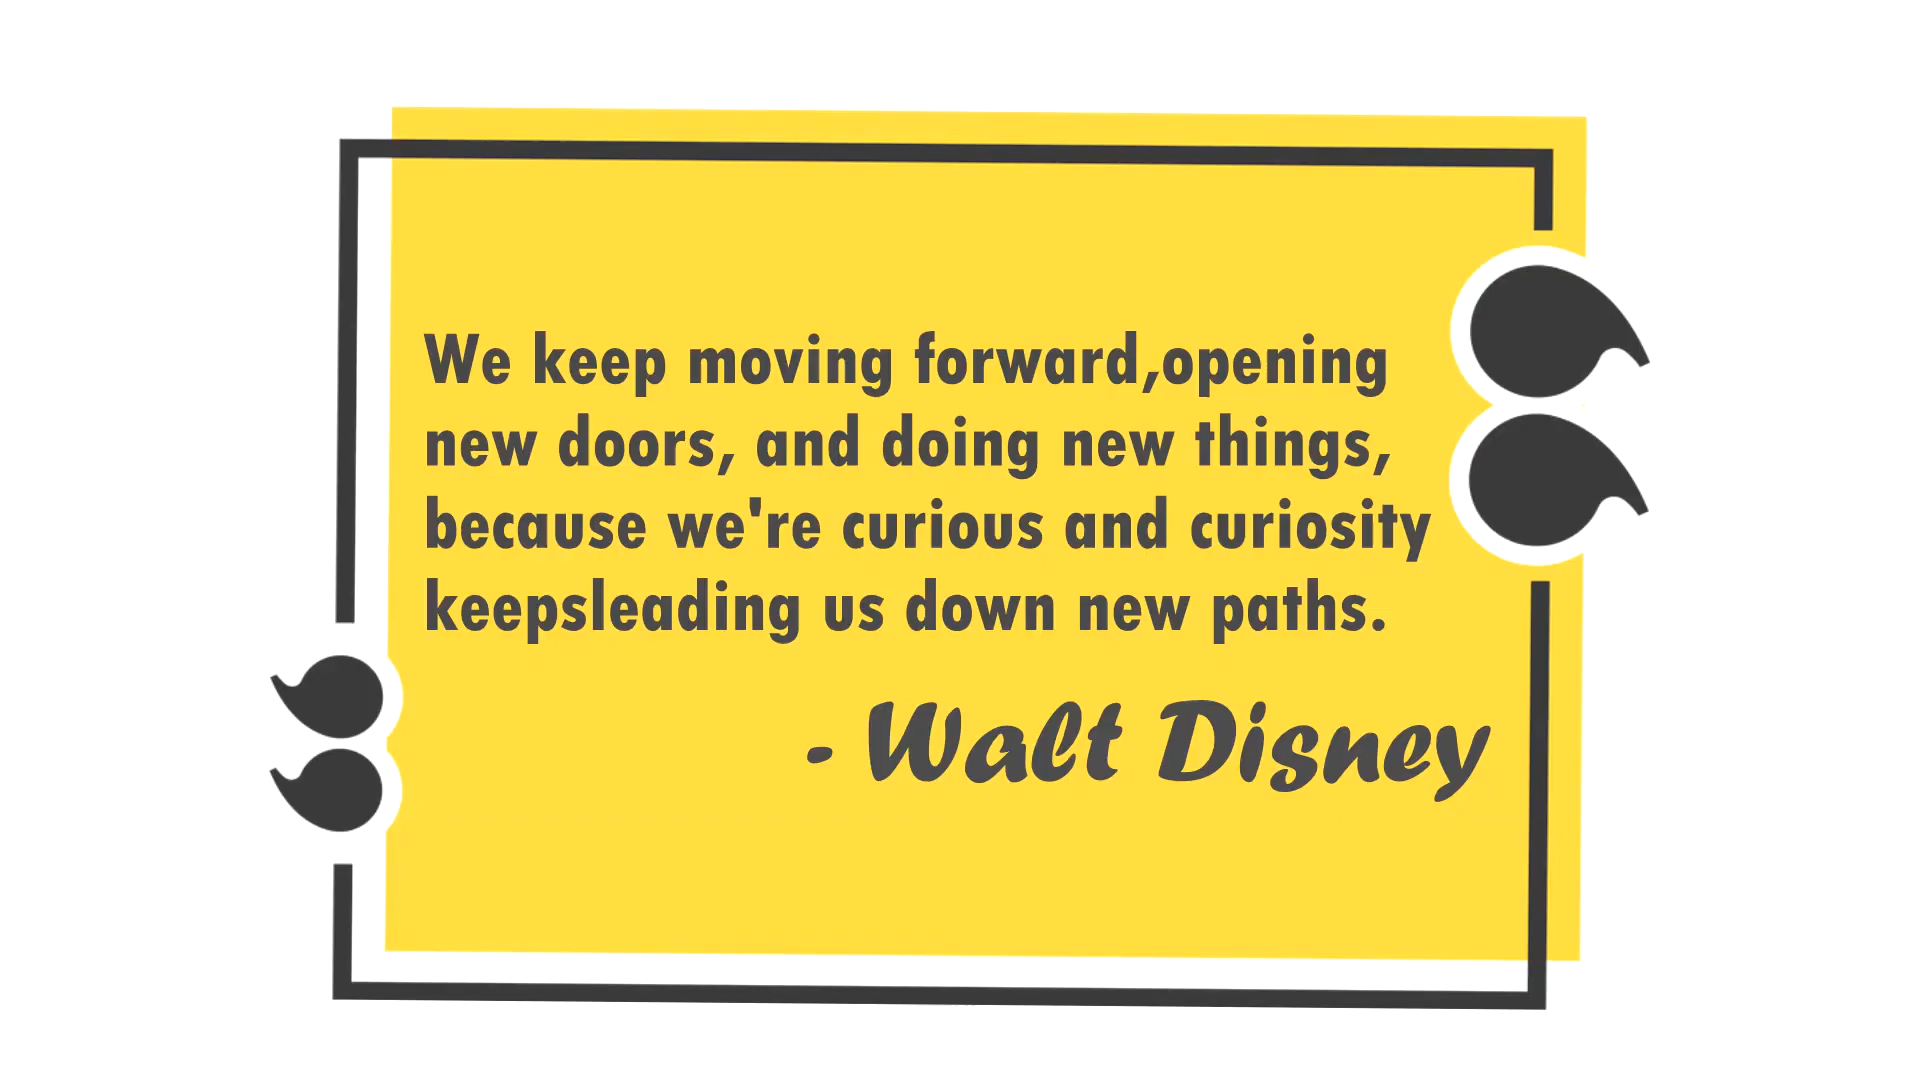 We keep moving forward,opening
new doors, and doing new things,
because we're curious and curiosity
keepsleading us down new paths.
- Walt Disney